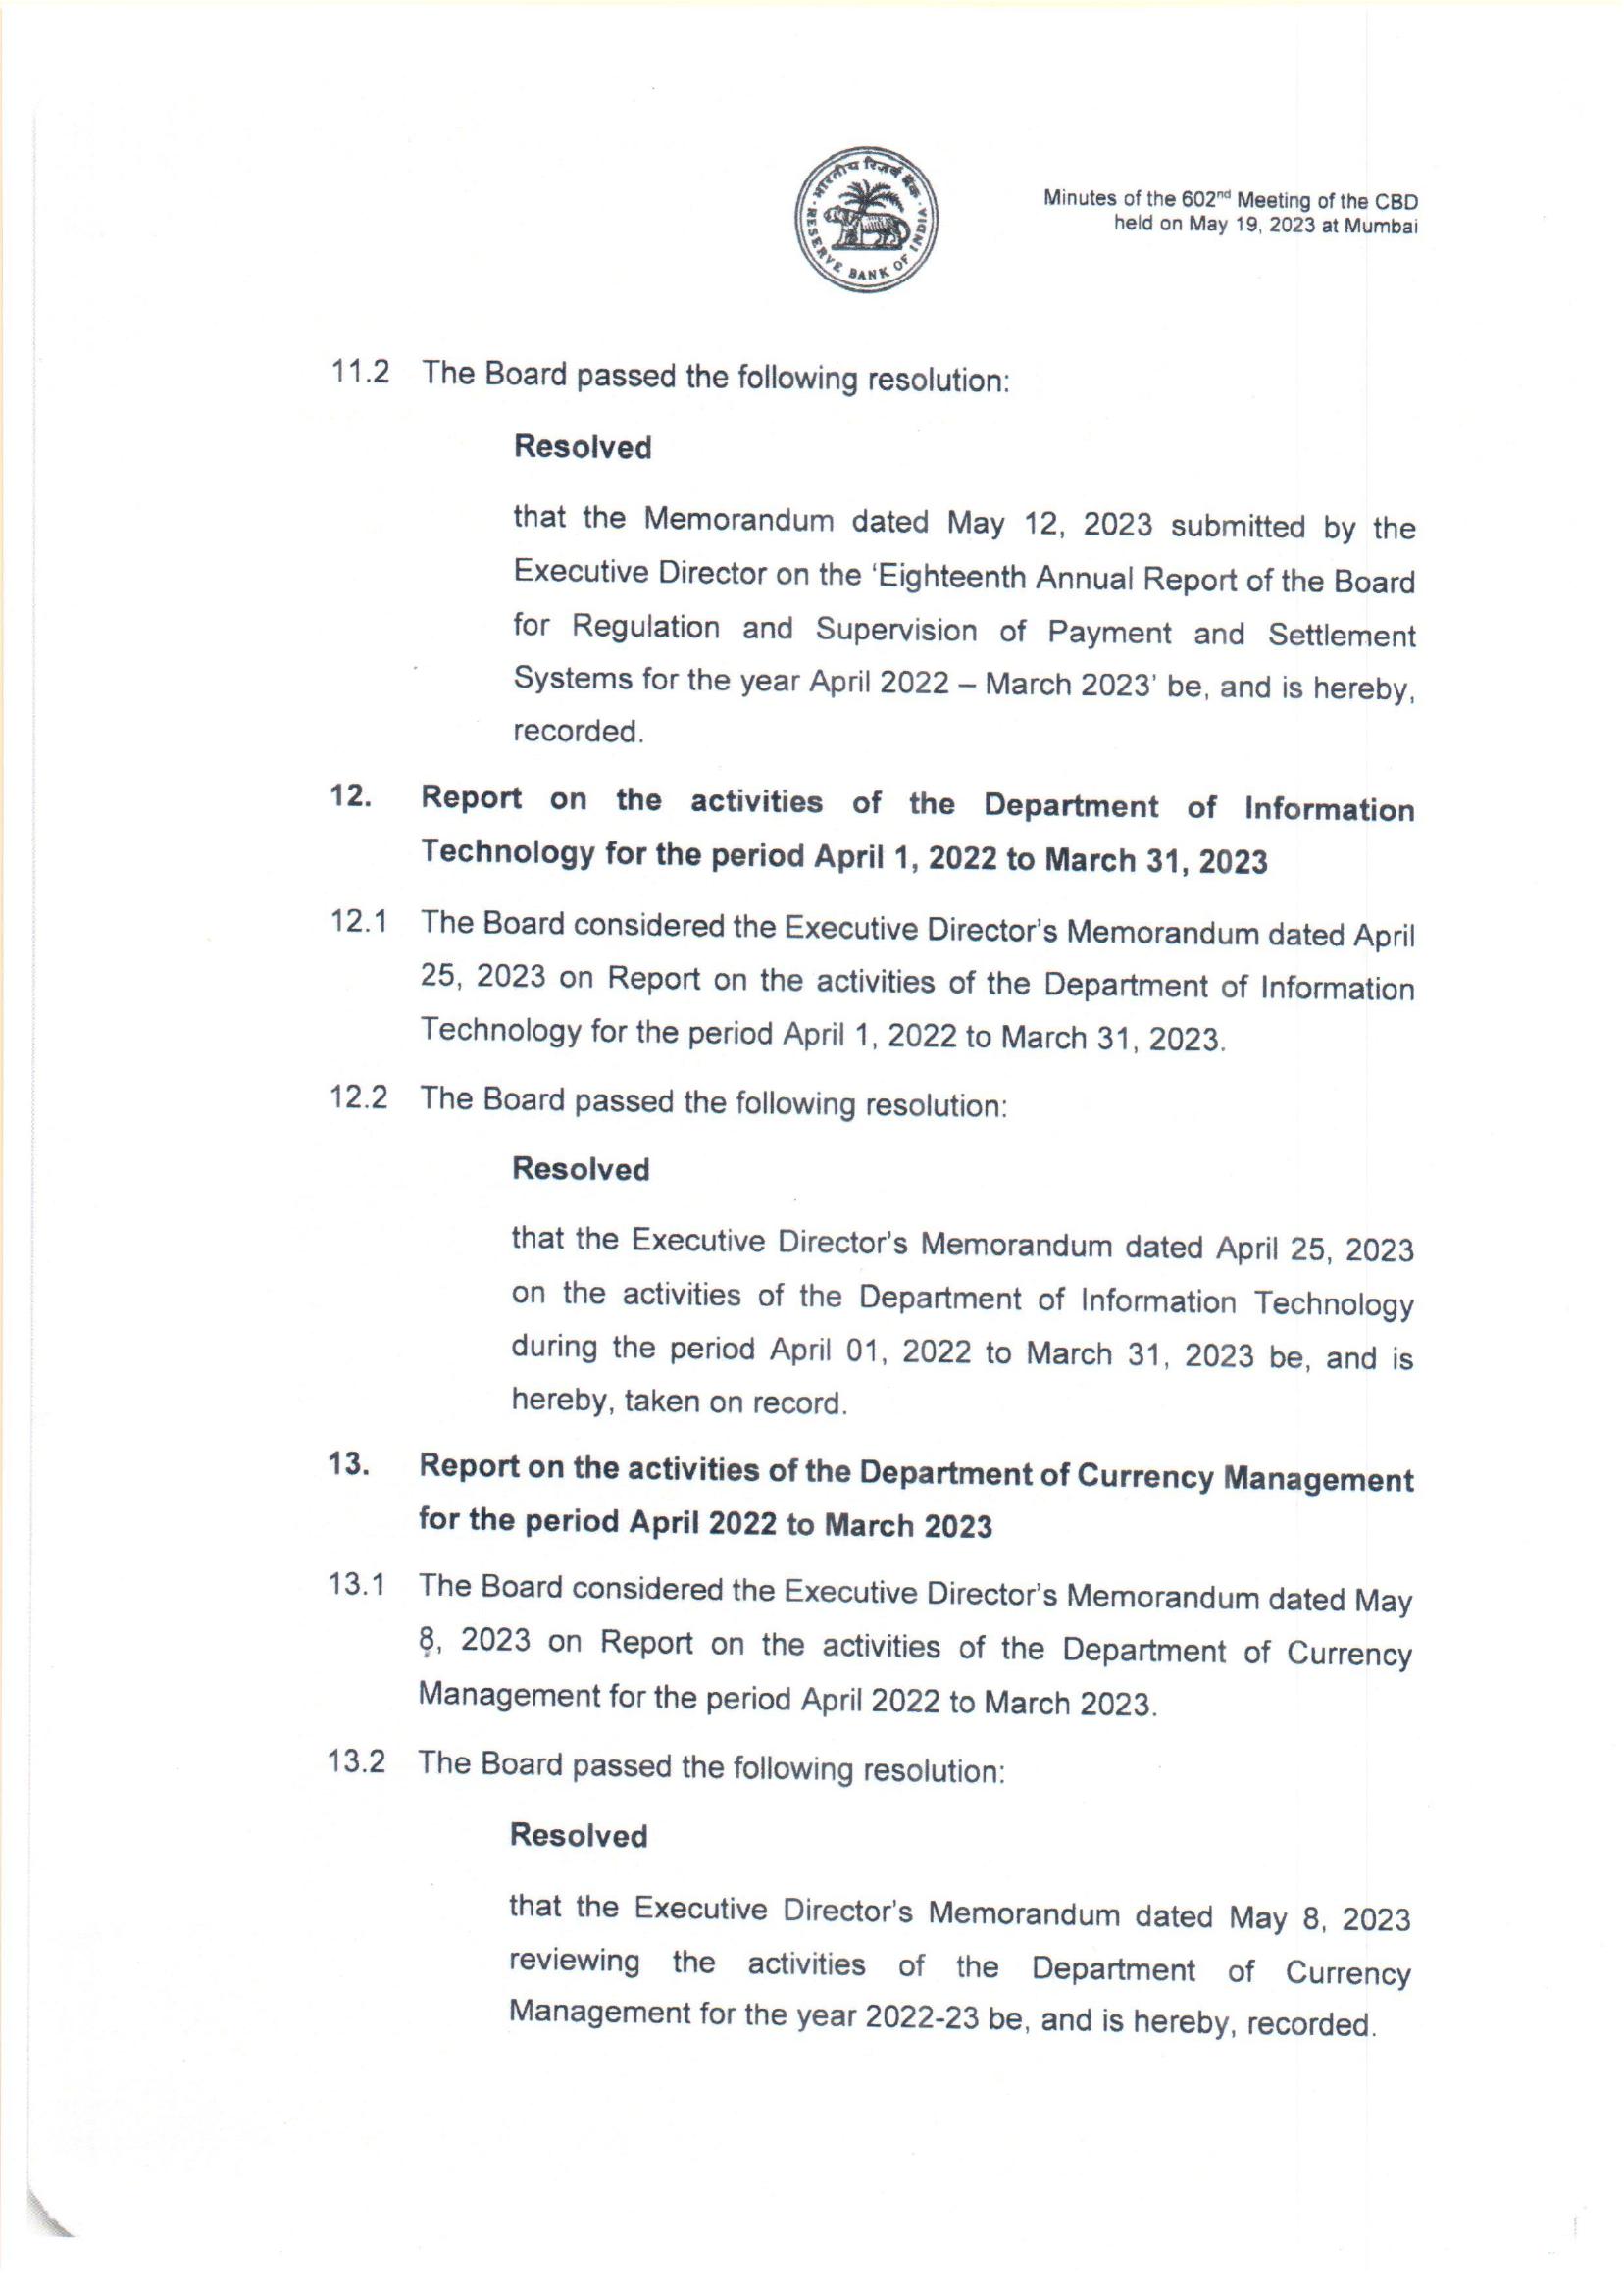 भारतीय रिज़र्व बैंक
RESERVE BANK OF INDIA
Minutes of the 602nd Meeting of the CBD
held on May 19, 2023 at Mumbai
11.2 The Board passed the following resolution:
Resolved
that the Memorandum dated May 12, 2023 submitted by the
Executive Director on the ‘Eighteenth Annual Report of the Board
for Regulation and Supervision of Payment and Settlement
Systems for the year April 2022 – March 2023’ be, and is hereby,
recorded.
12. Report on the activities of the Department of Information
Technology for the period April 1, 2022 to March 31, 2023
12.1 The Board considered the Executive Director’s Memorandum dated April
25, 2023 on Report on the activities of the Department of Information
Technology for the period April 1, 2022 to March 31, 2023.
12.2 The Board passed the following resolution:
Resolved
that the Executive Director’s Memorandum dated April 25, 2023
on the activities of the Department of Information Technology
during the period April 01, 2022 to March 31, 2023 be, and is
hereby, taken on record.
13. Report on the activities of the Department of Currency Management
for the period April 2022 to March 2023
13.1 The Board considered the Executive Director’s Memorandum dated May
8, 2023 on Report on the activities of the Department of Currency
Management for the period April 2022 to March 2023.
13.2 The Board passed the following resolution:
Resolved
that the Executive Director’s Memorandum dated May 8, 2023
reviewing the activities of the Department of Currency
Management for the year 2022-23 be, and is hereby, recorded.